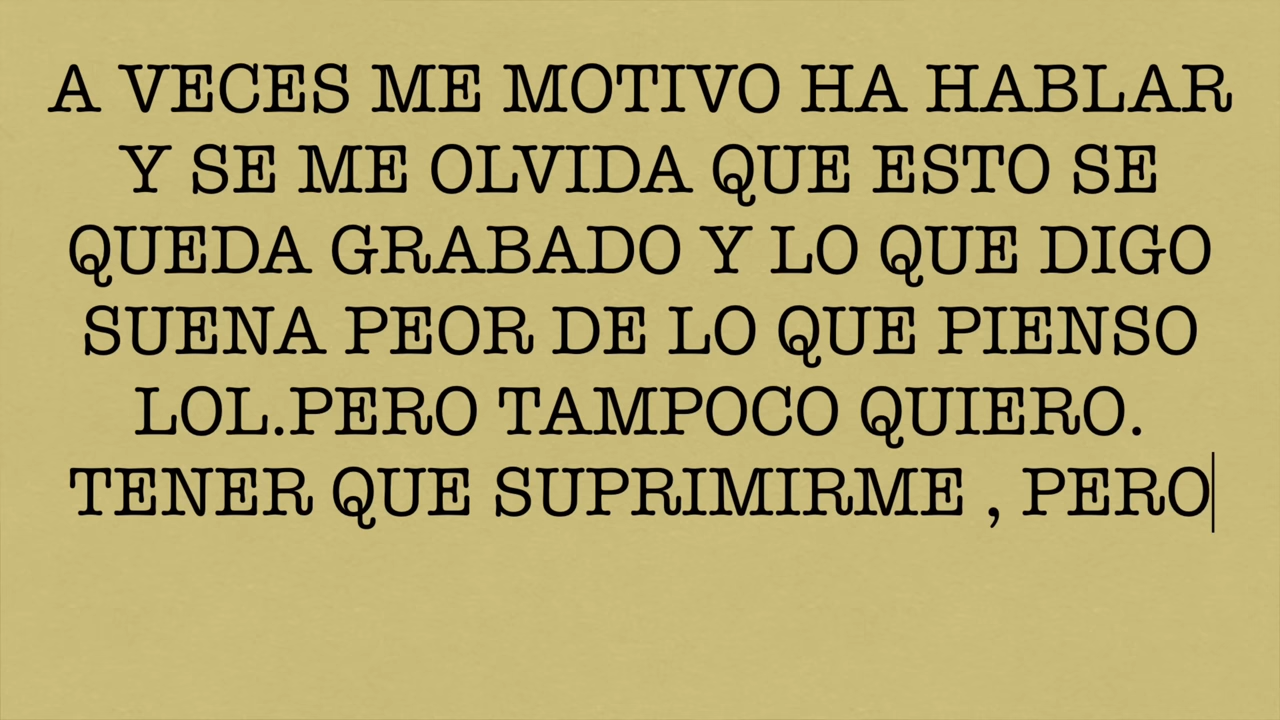 A VECES ME MOTIVO HA HABLAR
Y SE ME OLVIDA QUE ESTO SE
QUEDA GRABADO Y LO QUE DIGO
SUENA PEOR DE LO QUE PIENSO
LOL.PERO TAMPOCO QUIERO.
TENER QUE SUPRIMIRME , PERO